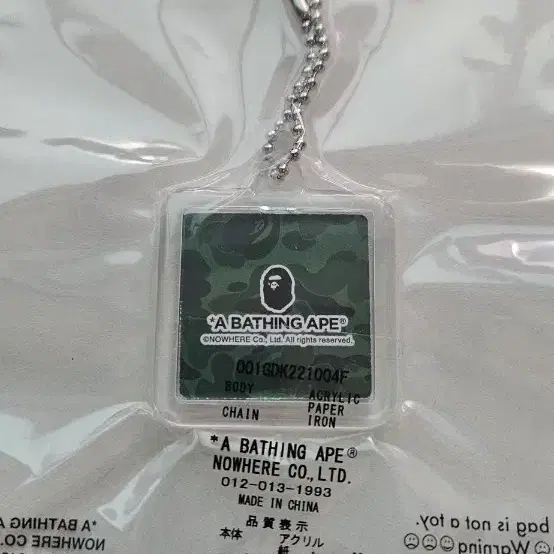 *A BATHING APE®
©NOWHERE Co., Ltd. All rights reserved.
001GDK221004F
BODY ACRYLIC
PAPER
CHAIN IRON
*A BATHING APE®
NOWHERE CO.,LTD.
012-013-1993
MADE IN CHINA
品質表示
本体 アクリル
紙
*A BATHING
NOWHERE CO.
bag is not a toy.
Warning